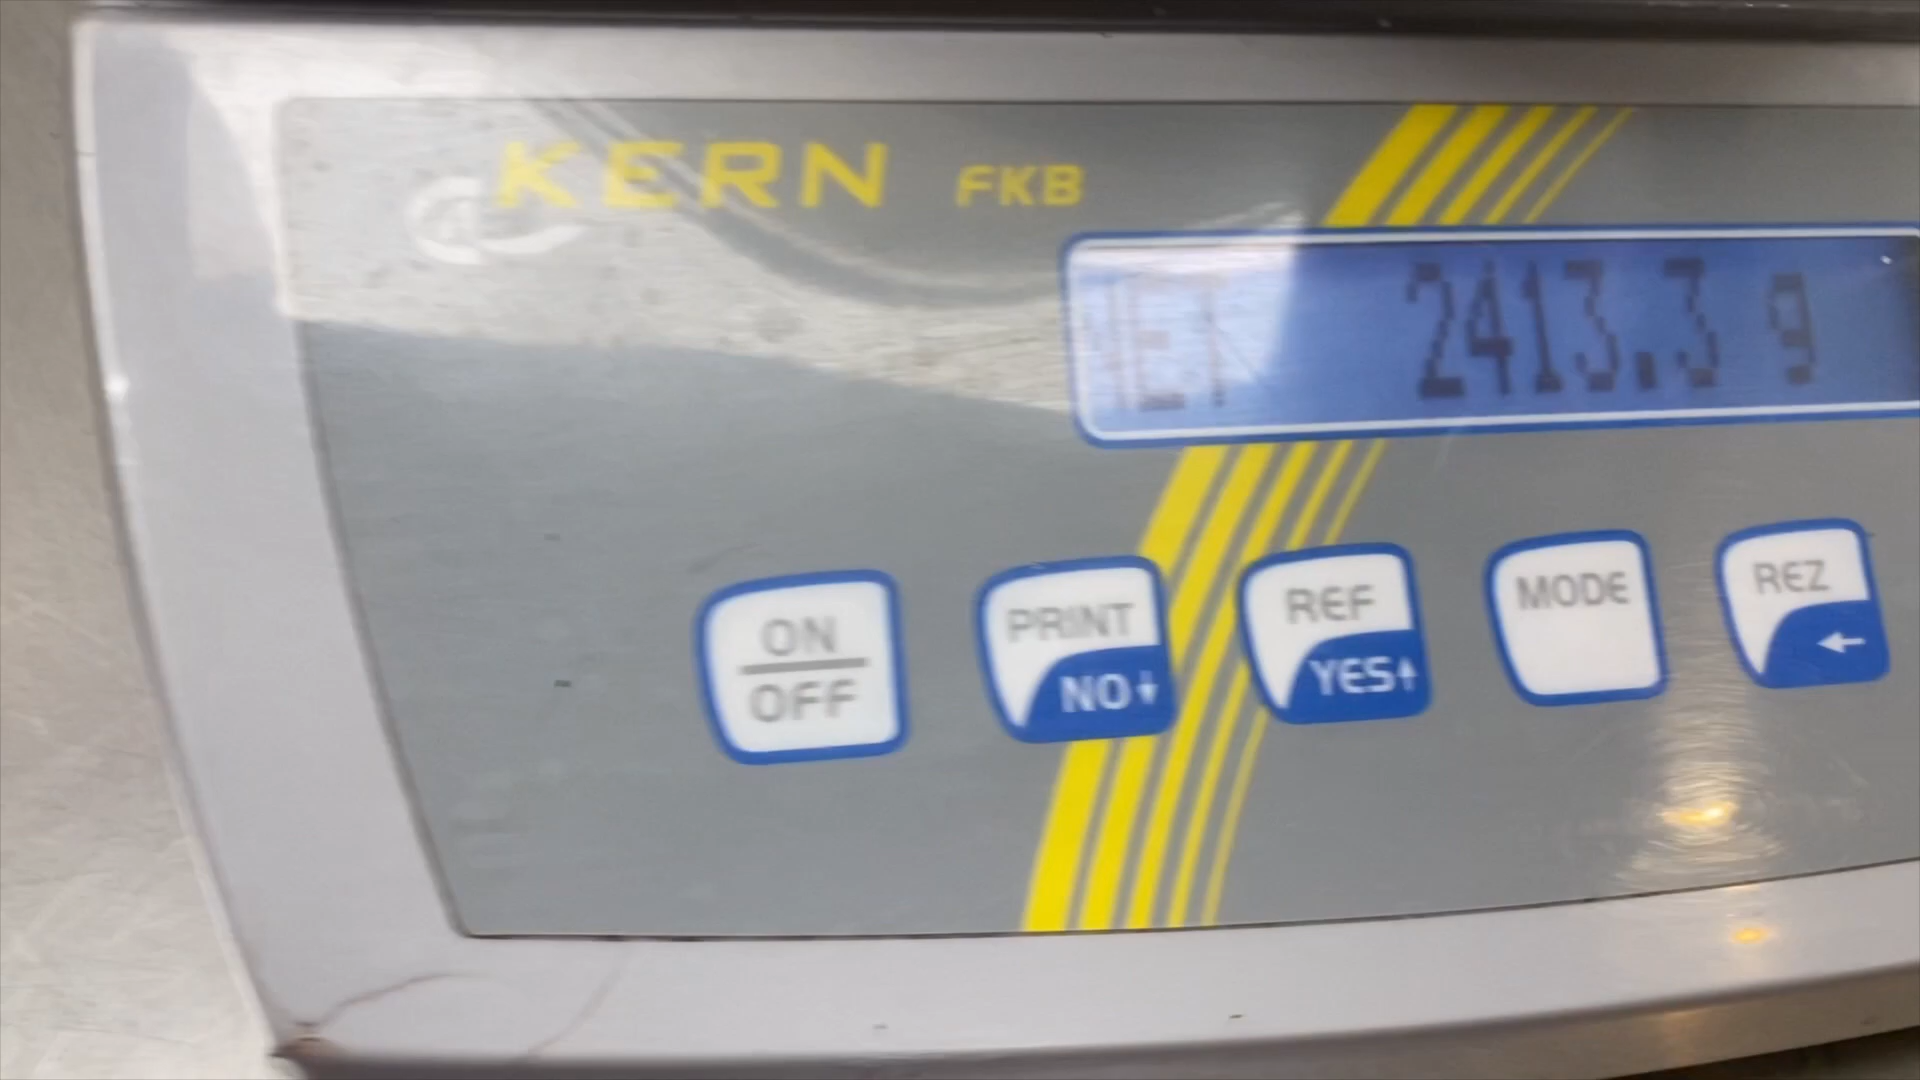 KERN FKB
NET 2413.3 g
ON
OFF
PRINT
NO↓
REF
YES↑
MODE
REZ
←